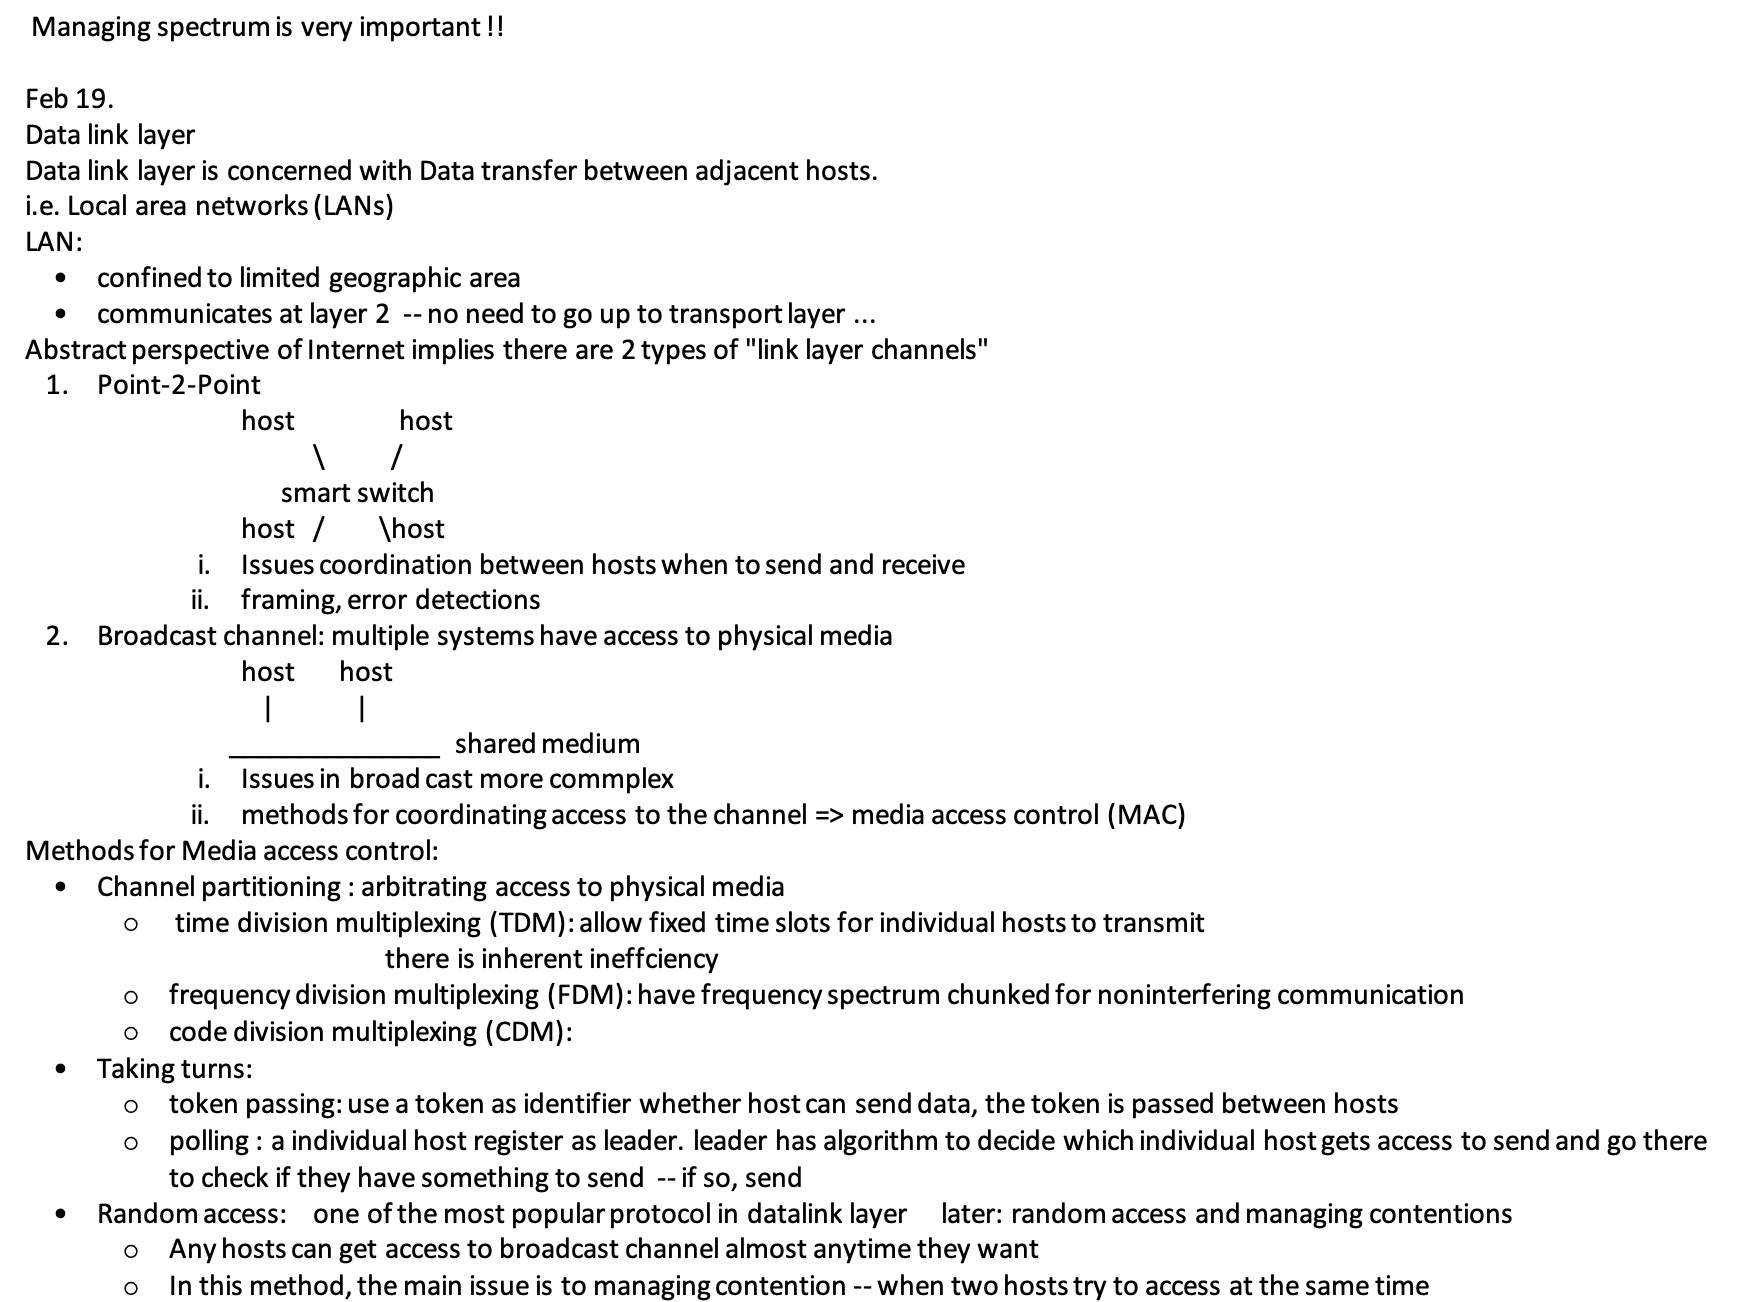 Managing spectrum is very important !!
Feb 19.
Data link layer
Data link layer is concerned with Data transfer between adjacent hosts.
i.e. Local area networks (LANs)
LAN:
• confined to limited geographic area
• communicates at layer 2 -- no need to go up to transport layer ...
Abstract perspective of Internet implies there are 2 types of "link layer channels"
1. Point-2-Point
host host
\ /
smart switch
host / \host
i. Issues coordination between hosts when to send and receive
ii. framing, error detections
2. Broadcast channel: multiple systems have access to physical media
host host
| |
_______________ shared medium
i. Issues in broad cast more commplex
ii. methods for coordinating access to the channel => media access control (MAC)
Methods for Media access control:
• Channel partitioning : arbitrating access to physical media
○ time division multiplexing (TDM): allow fixed time slots for individual hosts to transmit
there is inherent ineffciency
○ frequency division multiplexing (FDM): have frequency spectrum chunked for noninterfering communication
○ code division multiplexing (CDM):
• Taking turns:
○ token passing: use a token as identifier whether host can send data, the token is passed between hosts
○ polling : a individual host register as leader. leader has algorithm to decide which individual host gets access to send and go there
to check if they have something to send -- if so, send
• Random access: one of the most popular protocol in datalink layer later: random access and managing contentions
○ Any hosts can get access to broadcast channel almost anytime they want
○ In this method, the main issue is to managing contention -- when two hosts try to access at the same time